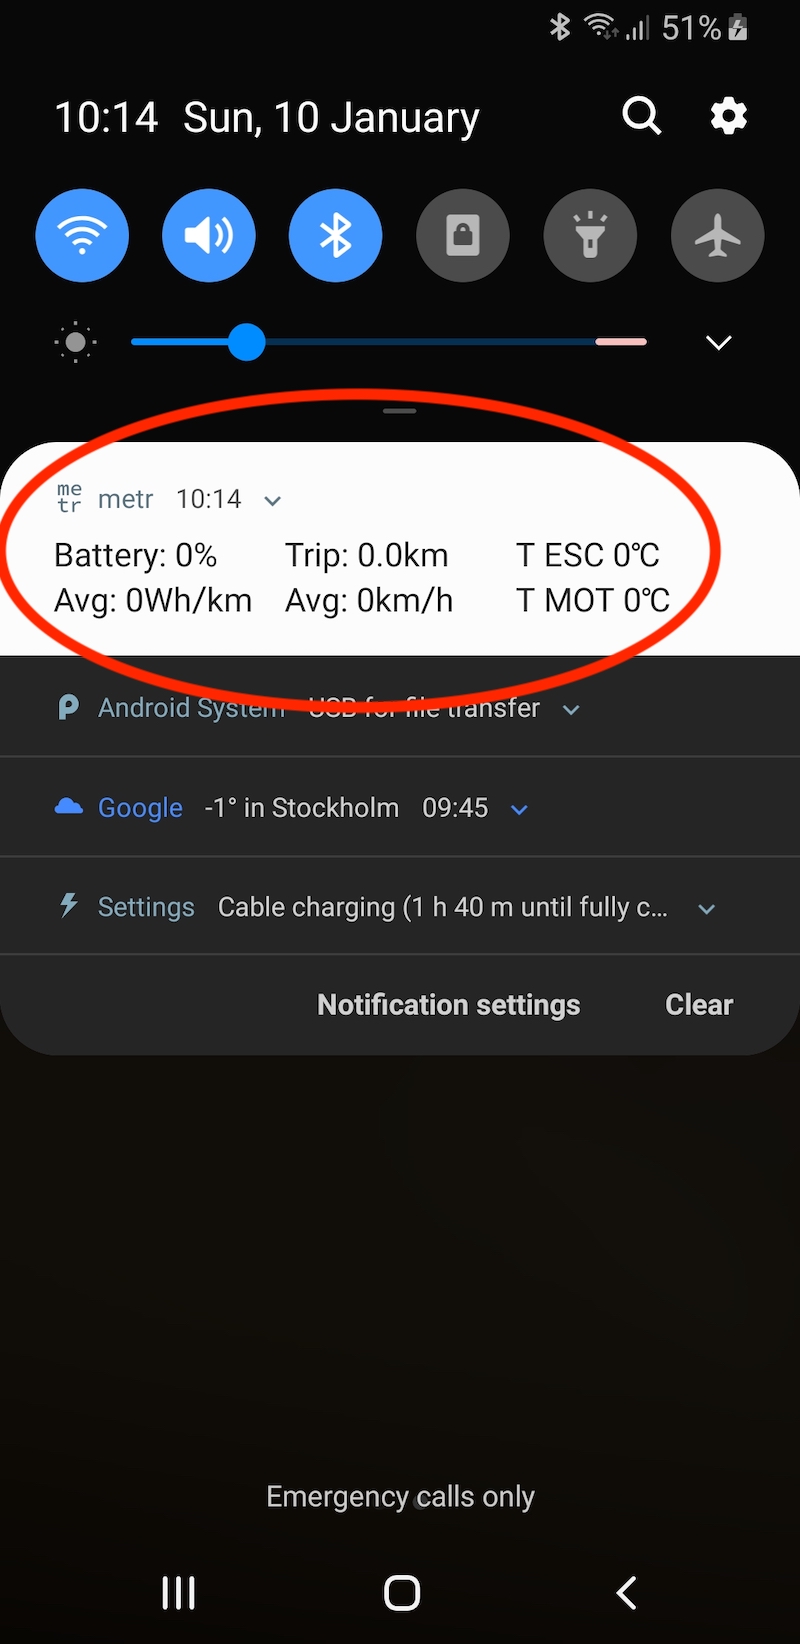 51%
10:14 Sun, 10 January
me
tr metr 10:14
Battery: 0% Trip: 0.0km T ESC 0℃
Avg: 0Wh/km Avg: 0km/h T MOT 0℃
Android System USB for file transfer
Google -1° in Stockholm 09:45
Settings Cable charging (1 h 40 m until fully c...
Notification settings Clear
Emergency calls only